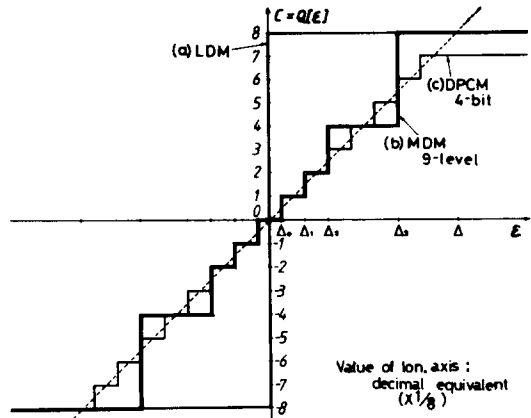 C = Q[ε]
8
(a) LDM
7
6
(c) DPCM
4-bit
5
4
(b) MDM
9-level
3
2
1
0
Δ₀ Δ₁ Δ₂ Δ₃ Δ ε
-1
-2
-3
-4
-5
-6
Value of lon. axis :
decimal equivalent
(X1/8)
-7
-8